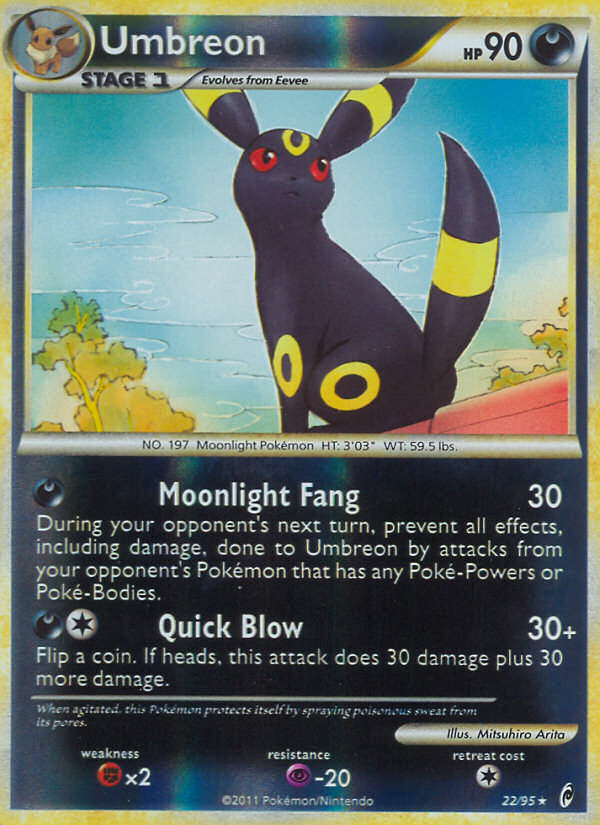 Umbreon
HP 90
STAGE 1
Evolves from Eevee
NO. 197 Moonlight Pokémon HT: 3'03" WT: 59.5 lbs.
Moonlight Fang 30
During your opponent's next turn, prevent all effects,
including damage, done to Umbreon by attacks from
your opponent's Pokémon that has any Poké-Powers or
Poké-Bodies.
Quick Blow 30+
Flip a coin. If heads, this attack does 30 damage plus 30
more damage.
When agitated, this Pokémon protects itself by spraying poisonous sweat from
its pores.
Illus. Mitsuhiro Arita
weakness resistance retreat cost
x2 -20
©2011 Pokémon/Nintendo 22/95 ★